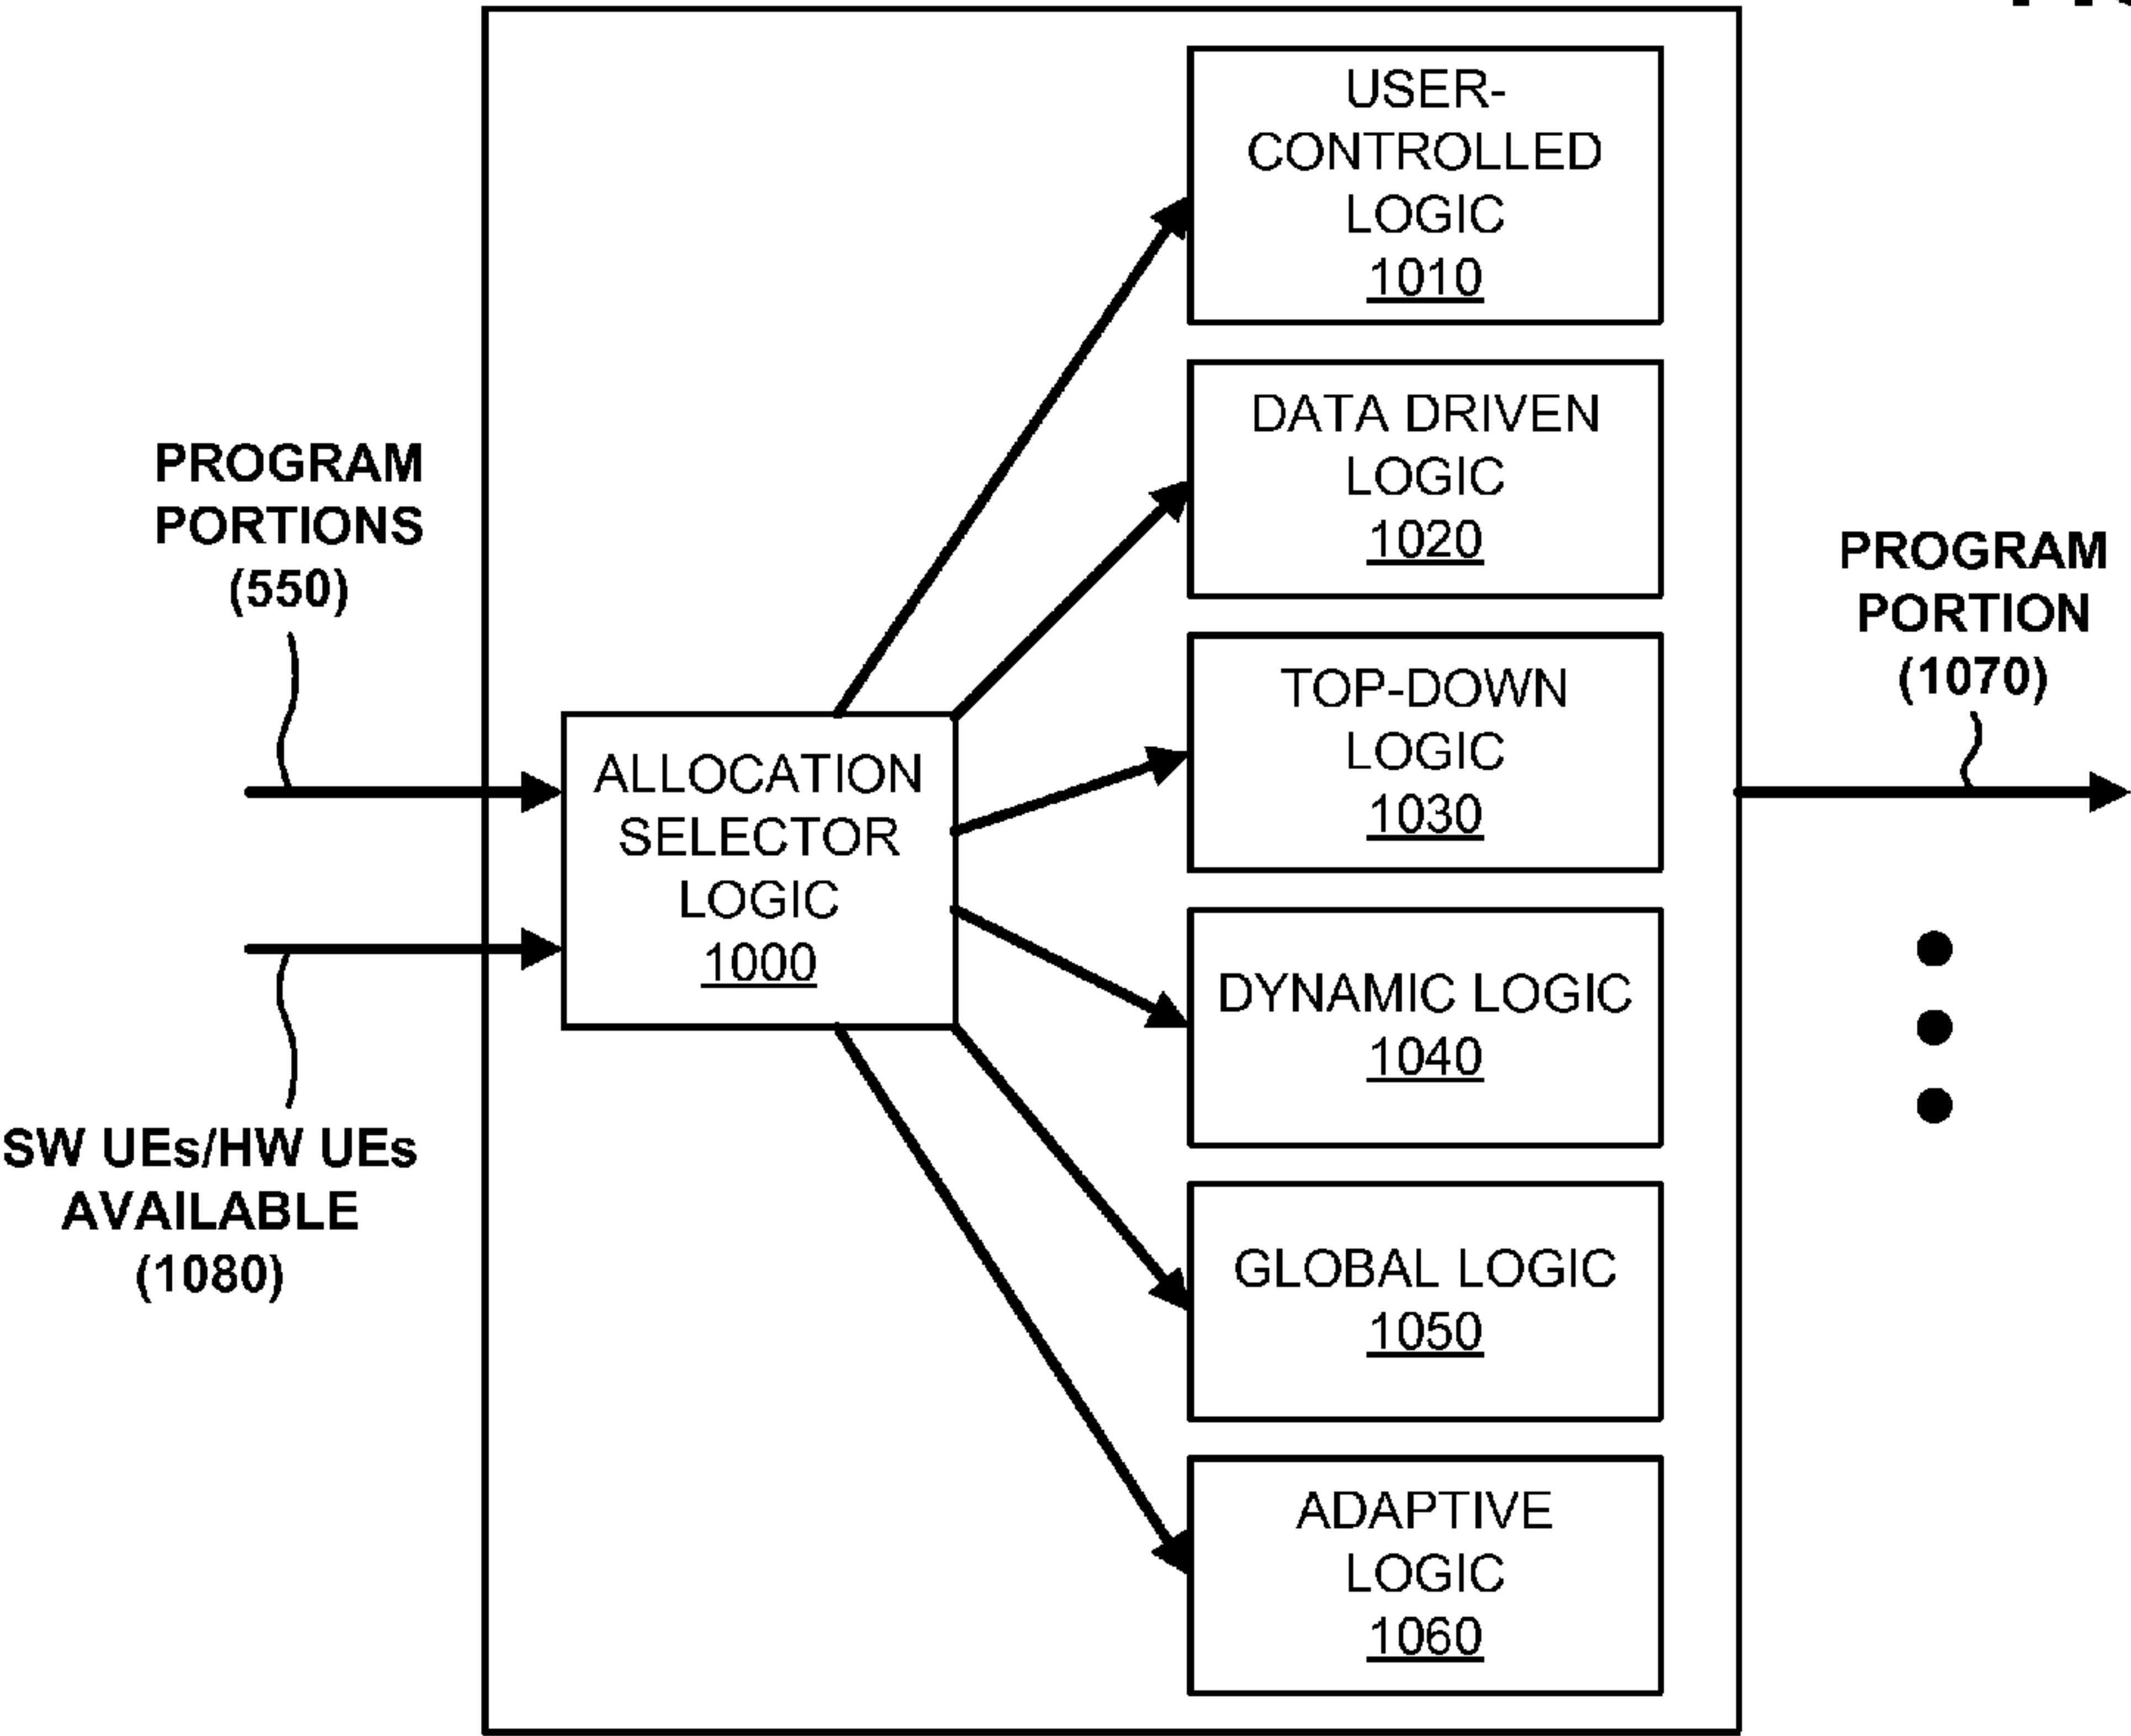 PROGRAM
PORTIONS
(550)
SW UEs/HW UEs
AVAILABLE
(1080)
ALLOCATION
SELECTOR
LOGIC
1000
USER-
CONTROLLED
LOGIC
1010
DATA DRIVEN
LOGIC
1020
TOP-DOWN
LOGIC
1030
DYNAMIC LOGIC
1040
GLOBAL LOGIC
1050
ADAPTIVE
LOGIC
1060
PROGRAM
PORTION
(1070)